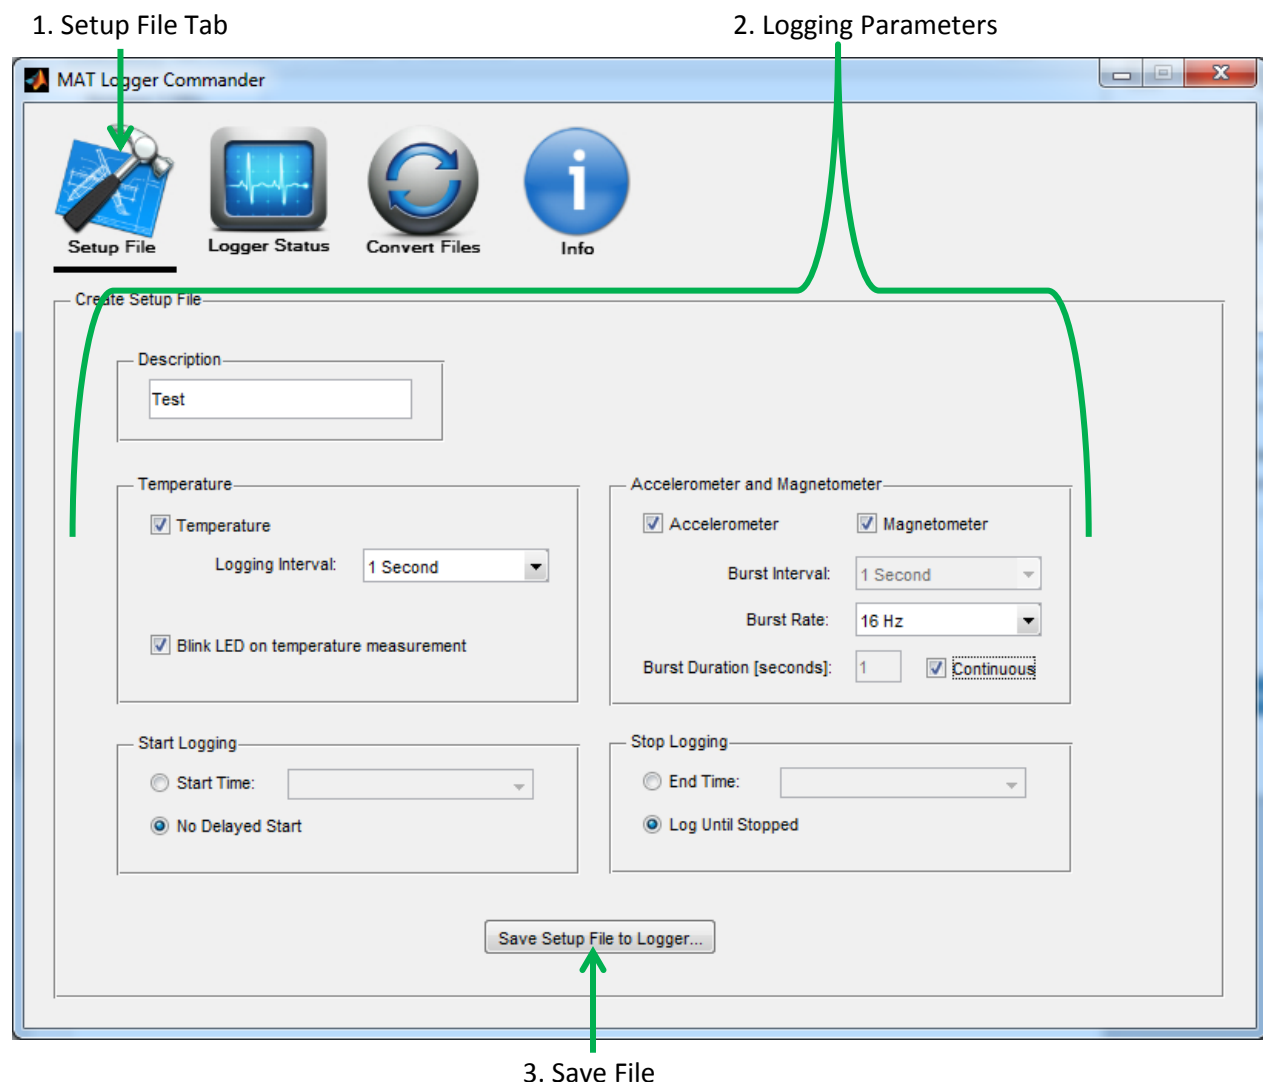 1. Setup File Tab
2. Logging Parameters
MAT Logger Commander
Setup File
Logger Status
Convert Files
Info
Create Setup File
Description
Test
Temperature
Temperature
Logging Interval: 1 Second
Blink LED on temperature measurement
Accelerometer and Magnetometer
Accelerometer Magnetometer
Burst Interval: 1 Second
Burst Rate: 16 Hz
Burst Duration [seconds]: 1 Continuous
Start Logging
Start Time:
No Delayed Start
Stop Logging
End Time:
Log Until Stopped
Save Setup File to Logger...
3. Save File